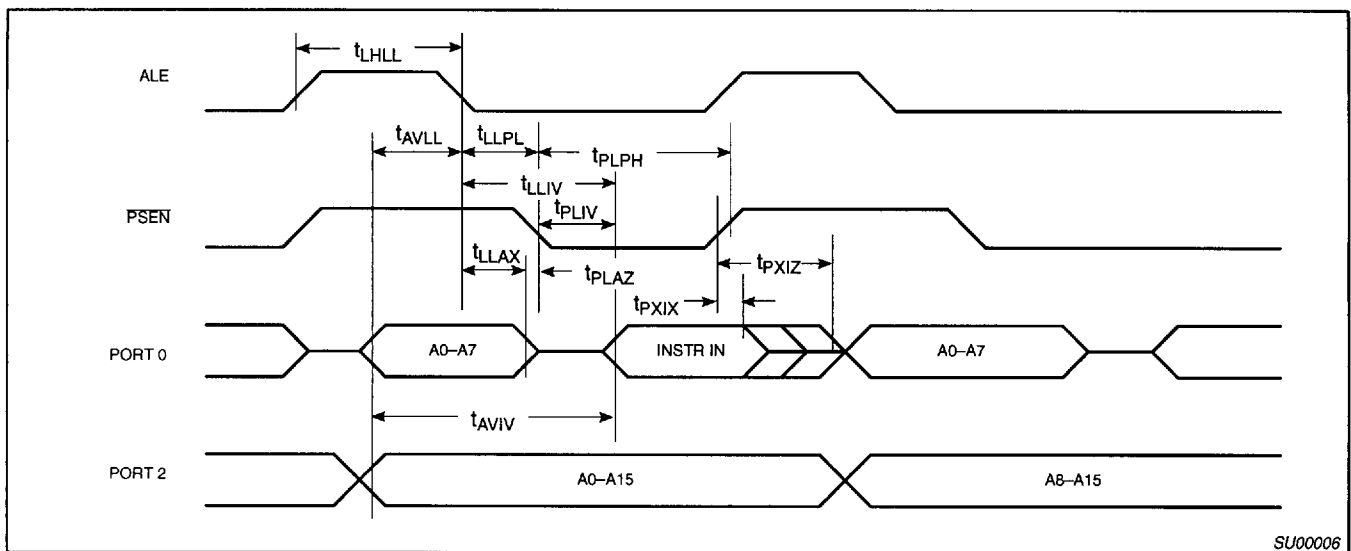 tLHLL
ALE
tAVLL tLLPL
tPLPH
tLLIV
PSEN tPLIV
tLLAX
tPLAZ tPXIZ
tPXIX
PORT 0 A0–A7 INSTR IN A0–A7
tAVIV
PORT 2 A0–A15 A8–A15
SU00006